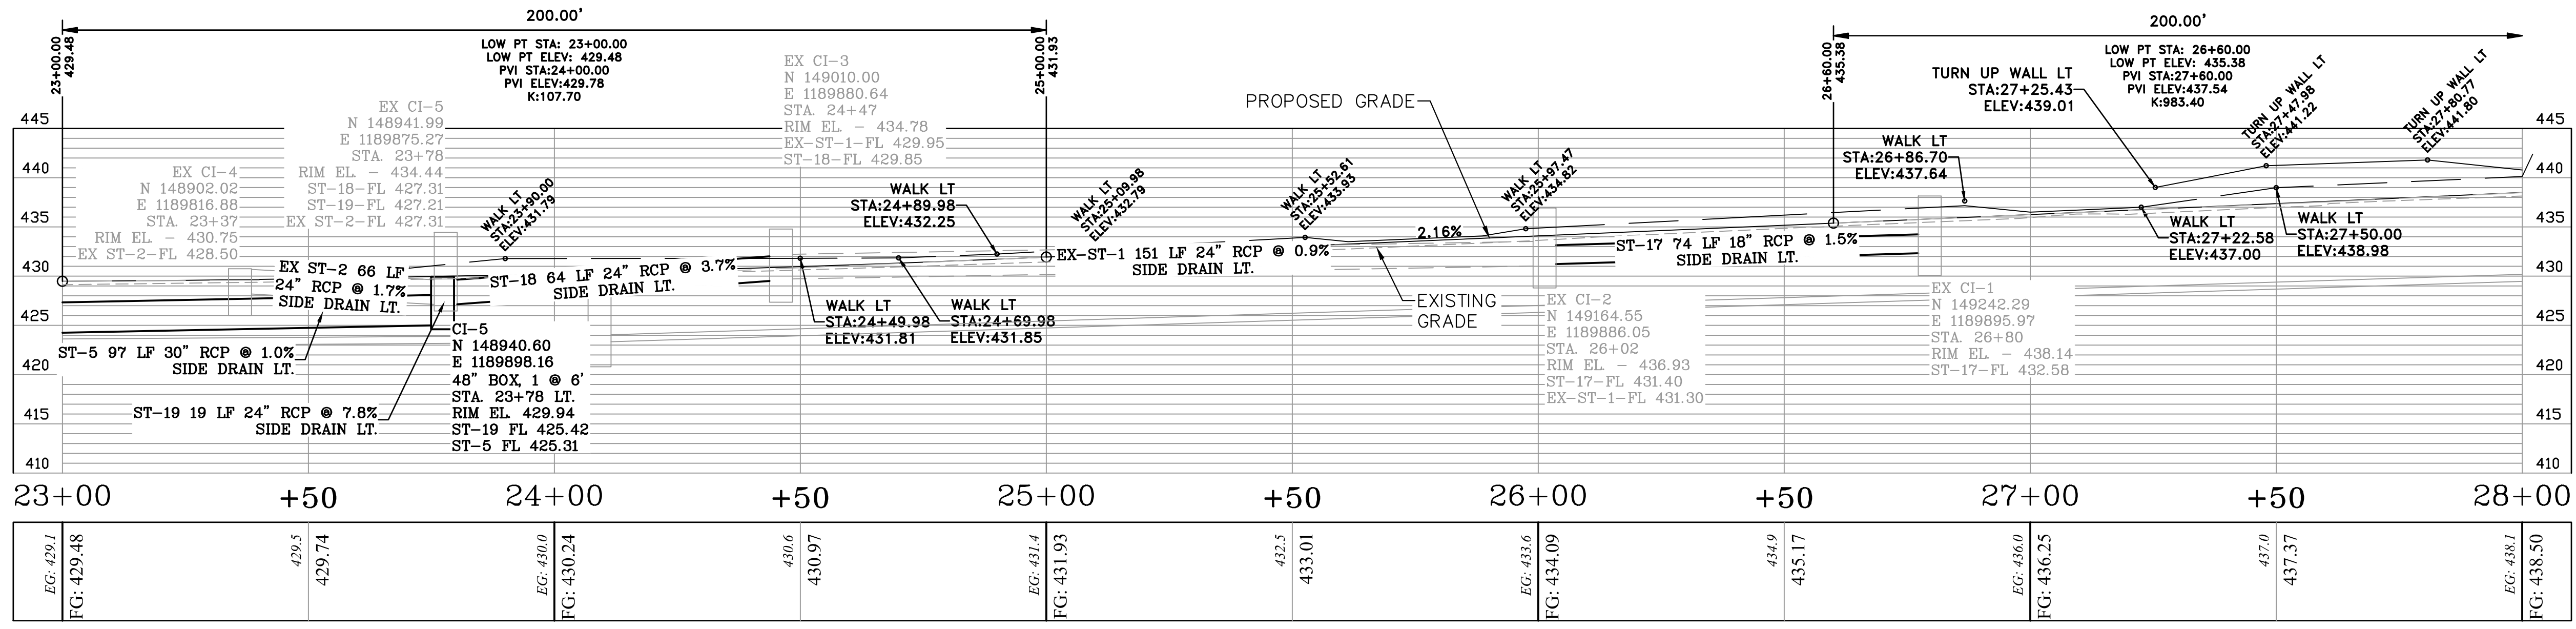 200.00'
23+00.00
429.48
LOW PT STA: 23+00.00
LOW PT ELEV: 429.48
PVI STA:24+00.00
PVI ELEV:429.78
K:107.70
25+00.00
431.93
26+60.00
435.38
200.00'
LOW PT STA: 26+60.00
LOW PT ELEV: 435.38
PVI STA:27+60.00
PVI ELEV:437.54
K:983.40
445
440
435
430
425
420
415
410
EX CI-4
N 148902.02
E 1189816.88
STA. 23+37
RIM EL. - 430.75
EX ST-2-FL 428.50
EX CI-5
N 148941.99
E 1189875.27
STA. 23+78
RIM EL. - 434.44
ST-18-FL 427.31
ST-19-FL 427.21
EX ST-2-FL 427.31
EX CI-3
N 149010.00
E 1189880.64
STA. 24+47
RIM EL. - 434.78
EX-ST-1-FL 429.95
ST-18-FL 429.85
WALK LT
STA:23+90.00
ELEV:431.79
WALK LT
STA:24+89.98
ELEV:432.25
WALK LT
STA:25+09.98
ELEV:432.79
WALK LT
STA:25+52.61
ELEV:433.93
PROPOSED GRADE
WALK LT
STA:25+97.47
ELEV:434.82
WALK LT
STA:26+86.70
ELEV:437.64
TURN UP WALL LT
STA:27+25.43
ELEV:439.01
TURN UP WALL LT
STA:27+47.98
ELEV:441.22
TURN UP WALL LT
STA:27+80.77
ELEV:441.80
445
440
435
430
425
420
415
410
EX ST-2 66 LF
24" RCP @ 1.7%
SIDE DRAIN LT.
ST-18 64 LF 24" RCP @ 3.7%
SIDE DRAIN LT.
EX-ST-1 151 LF 24" RCP @ 0.9%
SIDE DRAIN LT.
2.16%
ST-17 74 LF 18" RCP @ 1.5%
SIDE DRAIN LT.
WALK LT
STA:27+22.58
ELEV:437.00
WALK LT
STA:27+50.00
ELEV:438.98
WALK LT
STA:24+49.98
ELEV:431.81
WALK LT
STA:24+69.98
ELEV:431.85
EXISTING
GRADE
ST-5 97 LF 30" RCP @ 1.0%
SIDE DRAIN LT.
ST-19 19 LF 24" RCP @ 7.8%
SIDE DRAIN LT.
CI-5
N 148940.60
E 1189898.16
48" BOX, 1 @ 6'
STA. 23+78 LT.
RIM EL. 429.94
ST-19 FL 425.42
ST-5 FL 425.31
EX CI-2
N 149164.55
E 1189886.05
STA. 26+02
RIM EL. - 436.93
ST-17-FL 431.40
EX-ST-1-FL 431.30
EX CI-1
N 149242.29
E 1189895.97
STA. 26+80
RIM EL. - 438.14
ST-17-FL 432.58
23+00 +50 24+00 +50 25+00 +50 26+00 +50 27+00 +50 28+00
EG: 429.1
FG: 429.48
429.5
429.74
EG: 430.0
FG: 430.24
430.6
430.97
EG: 431.4
FG: 431.93
432.5
433.01
EG: 433.6
FG: 434.09
434.9
435.17
EG: 436.0
FG: 436.25
437.0
437.37
EG: 438.1
FG: 438.50